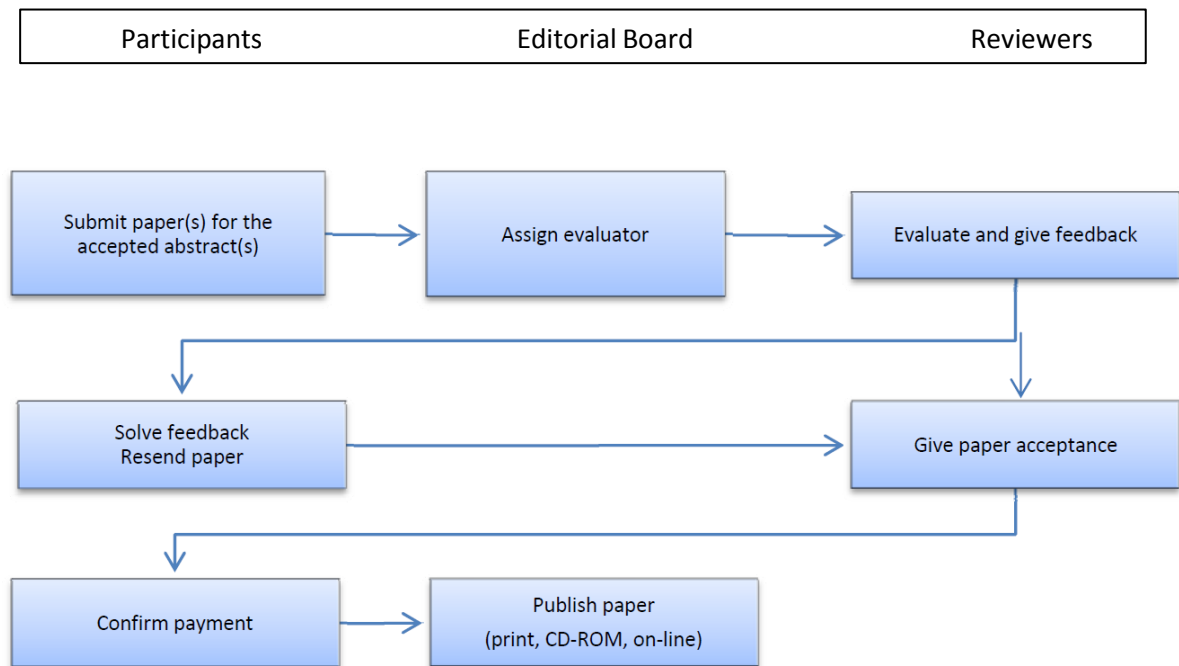 Participants Editorial Board Reviewers
Submit paper(s) for the
accepted abstract(s)
Assign evaluator
Evaluate and give feedback
Solve feedback
Resend paper
Give paper acceptance
Confirm payment
Publish paper
(print, CD-ROM, on-line)